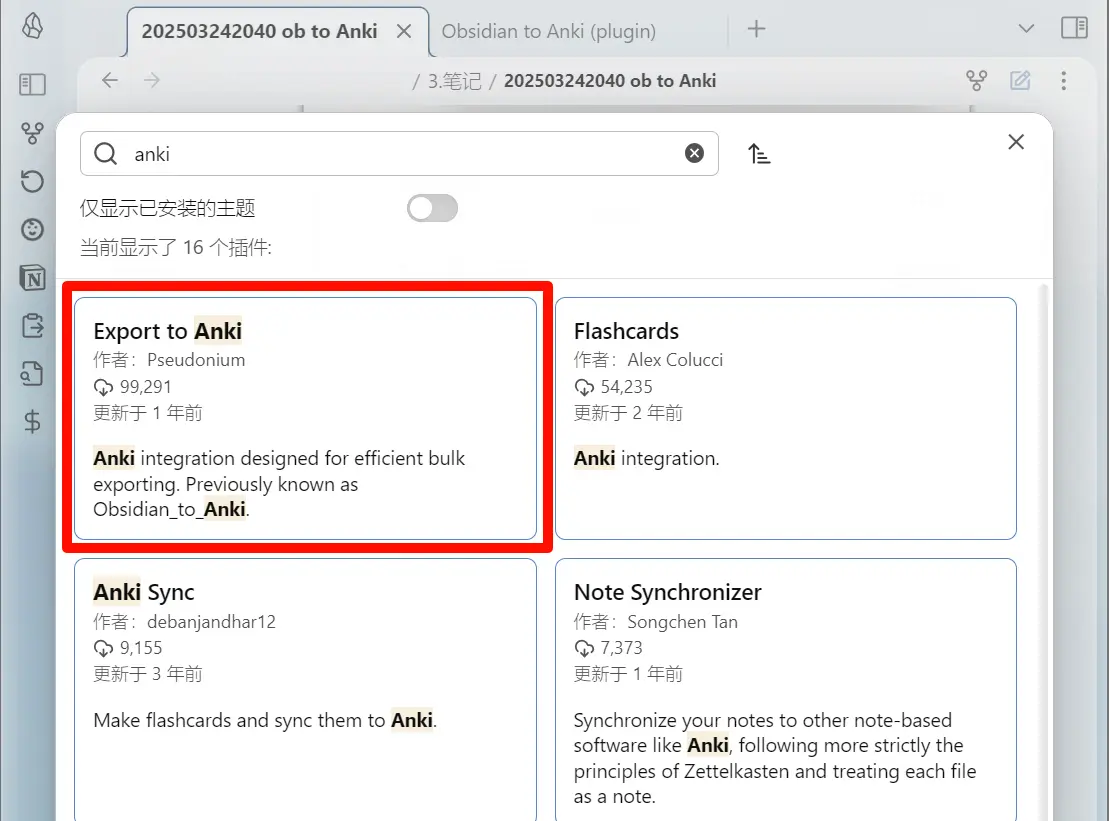 202503242040 ob to Anki
Obsidian to Anki (plugin)
/ 3.笔记 / 202503242040 ob to Anki
anki
仅显示已安装的主题
当前显示了 16 个插件:
Export to Anki
作者：Pseudonium
99,291
更新于 1 年前
Anki integration designed for efficient bulk
exporting. Previously known as
Obsidian_to_Anki.
Flashcards
作者：Alex Colucci
54,235
更新于 2 年前
Anki integration.
Anki Sync
作者：debanjandhar12
9,155
更新于 3 年前
Make flashcards and sync them to Anki.
Note Synchronizer
作者：Songchen Tan
7,373
更新于 1 年前
Synchronize your notes to other note-based
software like Anki, following more strictly the
principles of Zettelkasten and treating each file
as a note.